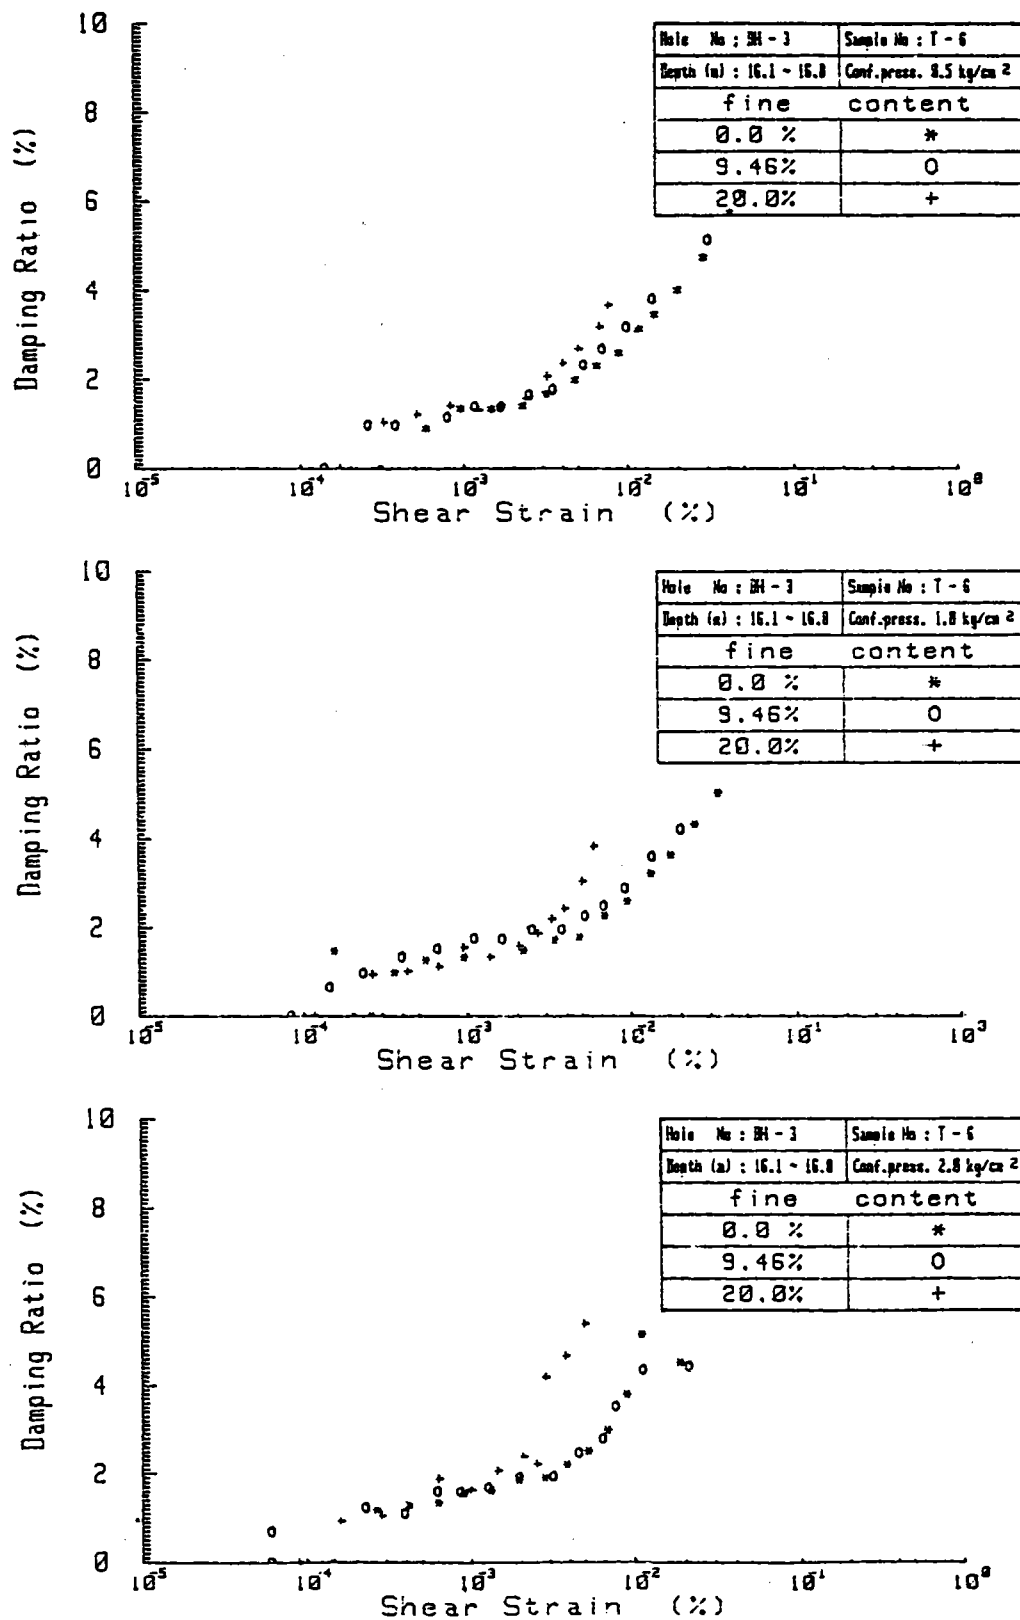 10
8
6
4
2
0
Damping Ratio (%)
Hole No : BH - 3 Sample No : T - 6
Depth (m) : 16.1 ~ 16.8 Conf.press. 0.5 kg/cm 2
fine content
0.0 % *
9.46% O
20.0% +
10-5 10-4 10-3 10-2 10-1 100
Shear Strain (%)
10
8
6
4
2
0
Damping Ratio (%)
Hole No : BH - 3 Sample No : T - 6
Depth (m) : 16.1 ~ 16.8 Conf.press. 1.0 kg/cm 2
fine content
0.0 % *
9.46% O
20.0% +
10-5 10-4 10-3 10-2 10-1 103
Shear Strain (%)
10
8
6
4
2
0
Damping Ratio (%)
Hole No : BH - 3 Sample No : T - 6
Depth (m) : 16.1 ~ 16.8 Conf.press. 2.0 kg/cm 2
fine content
0.0 % *
9.46% O
20.0% +
10-5 10-4 10-3 10-2 10-1 100
Shear Strain (%)